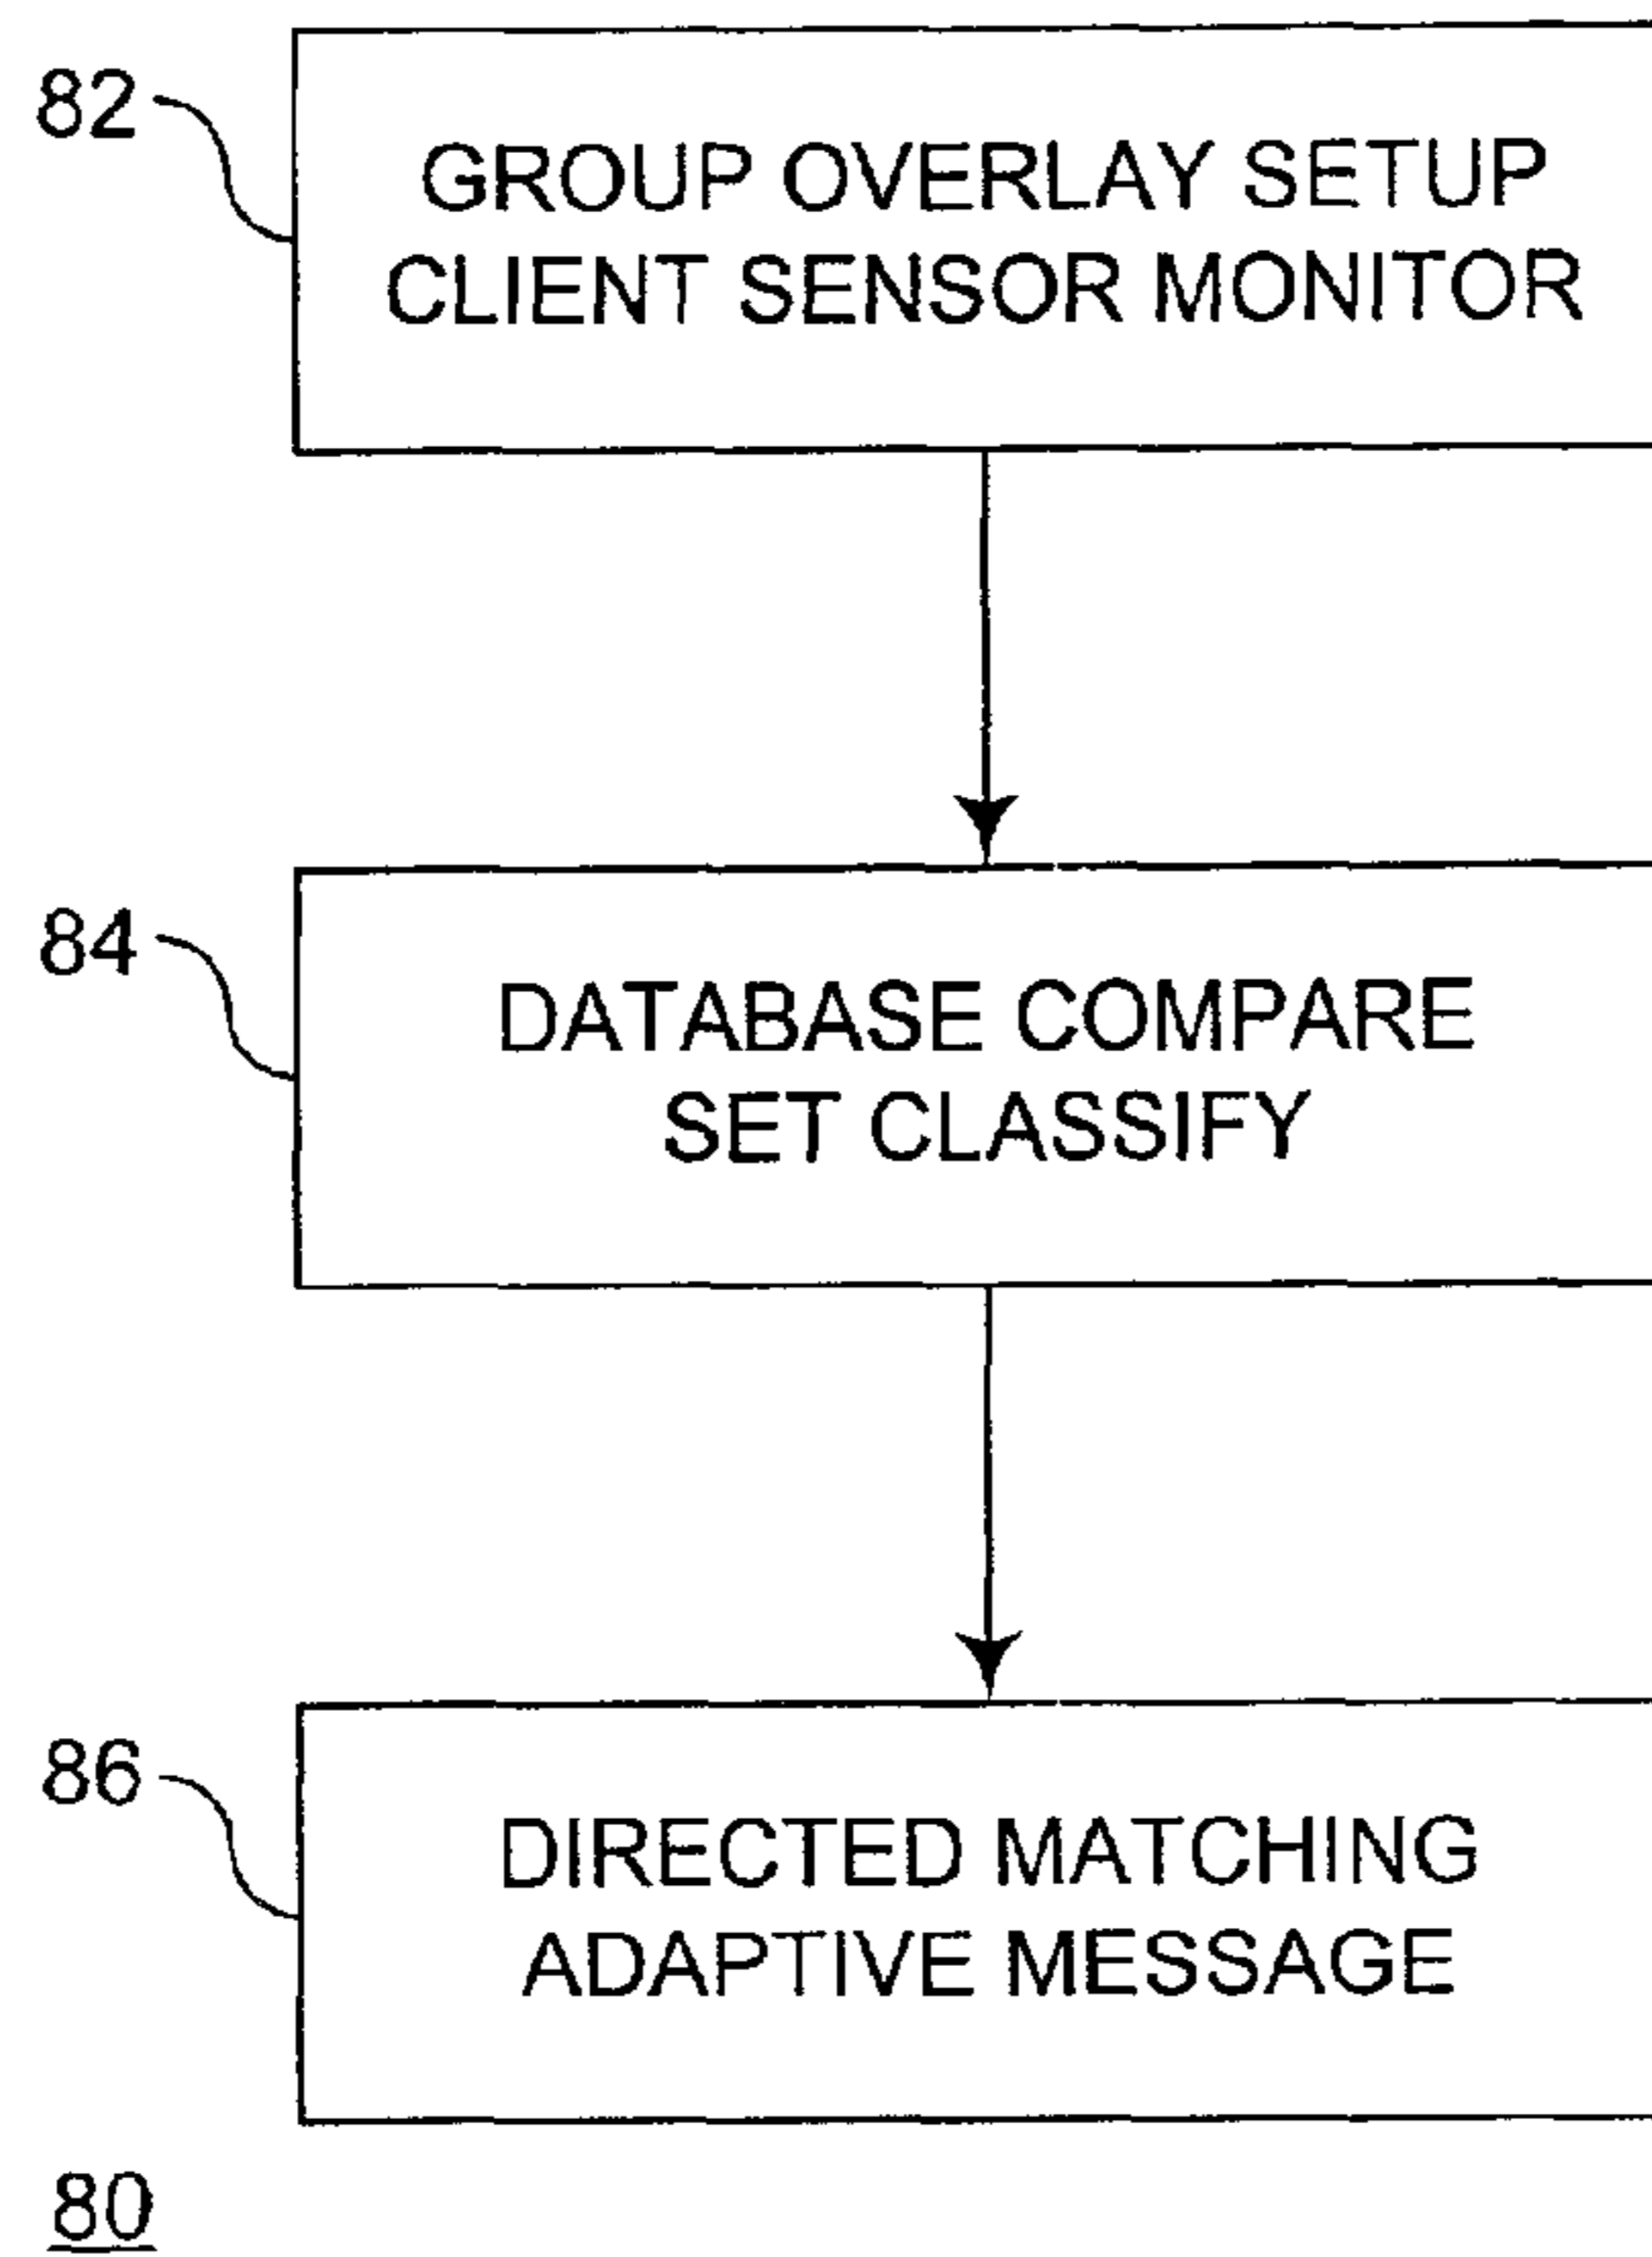 82
GROUP OVERLAY SETUP
CLIENT SENSOR MONITOR
84
DATABASE COMPARE
SET CLASSIFY
86
DIRECTED MATCHING
ADAPTIVE MESSAGE
80